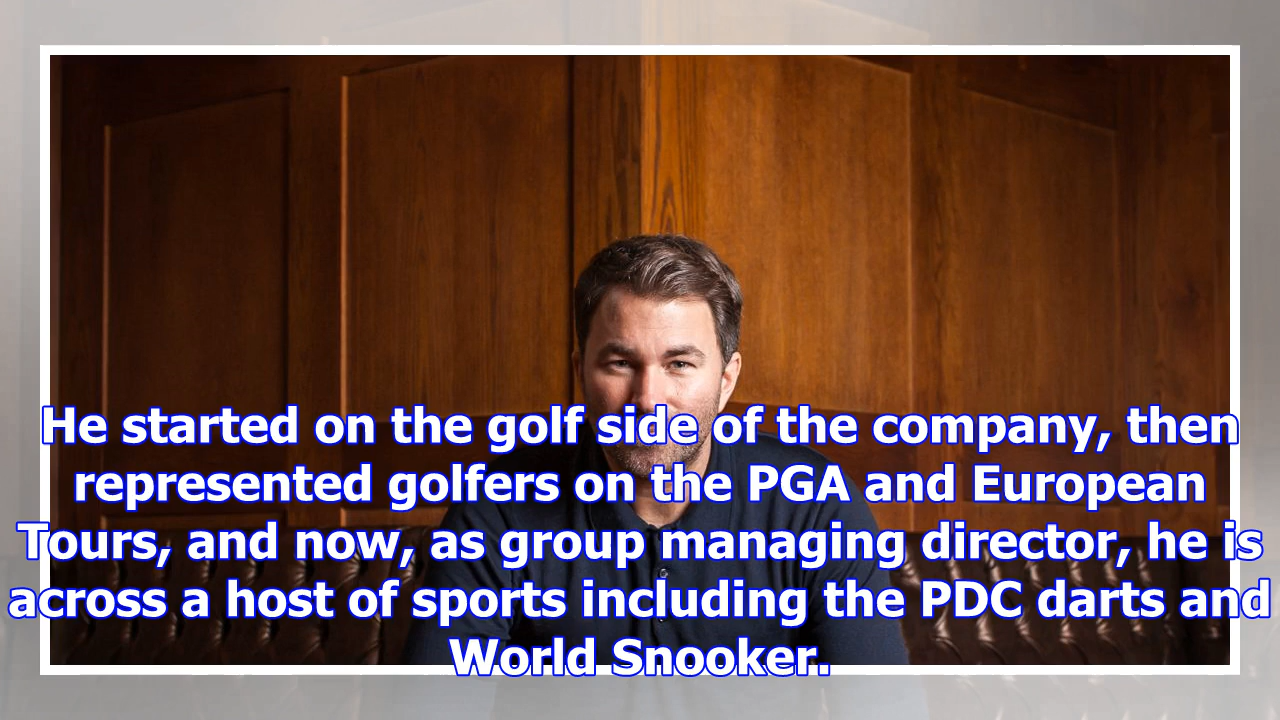 He started on the golf side of the company, then
represented golfers on the PGA and European
Tours, and now, as group managing director, he is
across a host of sports including the PDC darts and
World Snooker.